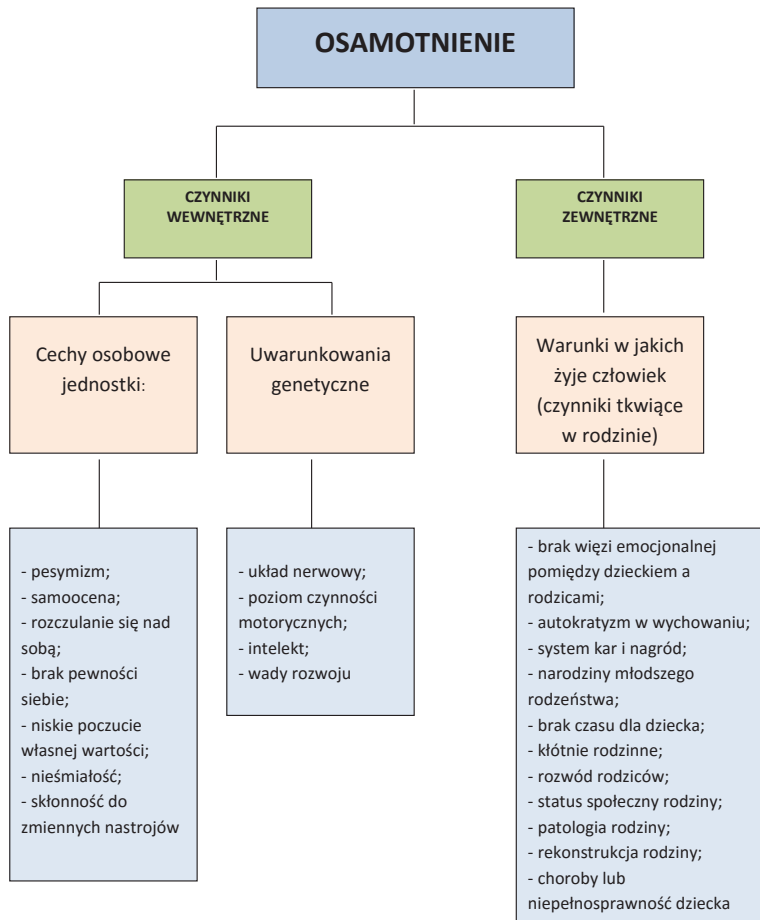 OSAMOTNIENIE
CZYNNIKI
WEWNĘTRZNE
CZYNNIKI
ZEWNĘTRZNE
Cechy osobowe
jednostki:
Uwarunkowania
genetyczne
Warunki w jakich
żyje człowiek
(czynniki tkwiące
w rodzinie)
- pesymizm;
- samoocena;
- rozczulanie się nad
sobą;
- brak pewności
siebie;
- niskie poczucie
własnej wartości;
- nieśmiałość;
- skłonność do
zmiennych nastrojów
- układ nerwowy;
- poziom czynności
motorycznych;
- intelekt;
- wady rozwoju
- brak więzi emocjonalnej
pomiędzy dzieckiem a
rodzicami;
- autokratyzm w wychowaniu;
- system kar i nagród;
- narodziny młodszego
rodzeństwa;
- brak czasu dla dziecka;
- kłótnie rodzinne;
- rozwód rodziców;
- status społeczny rodziny;
- patologia rodziny;
- rekonstrukcja rodziny;
- choroby lub
niepełnosprawność dziecka